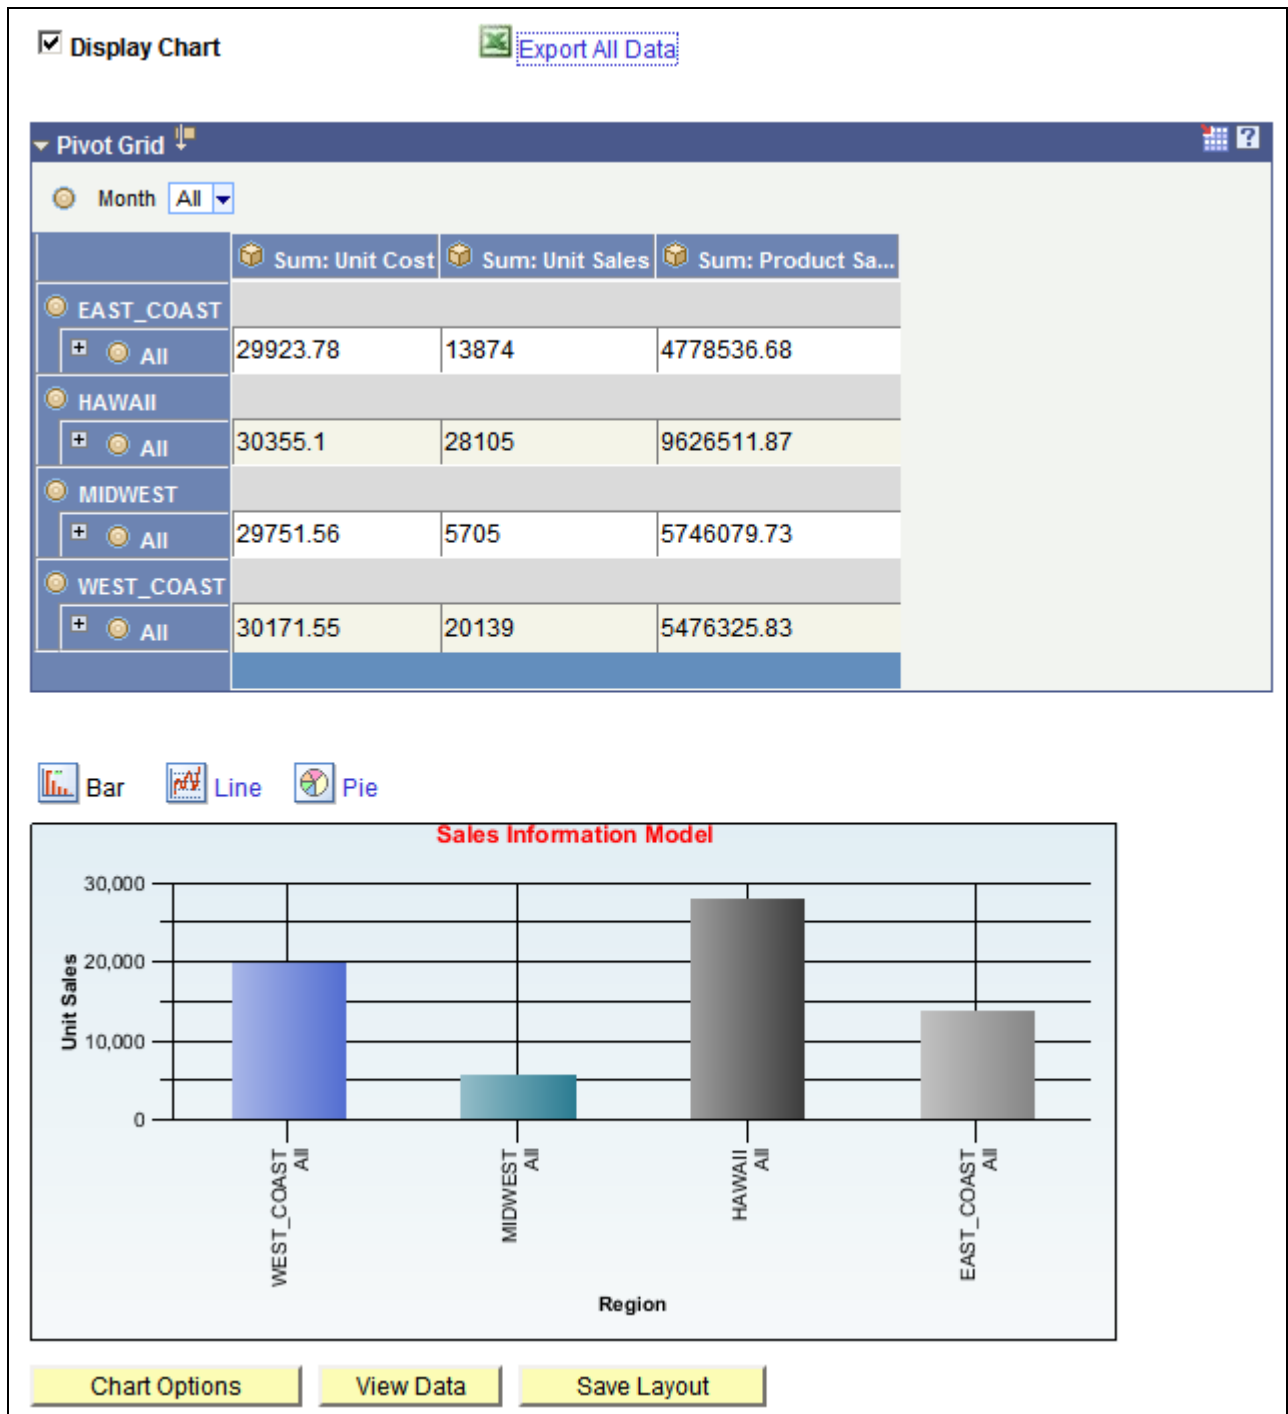 Display Chart Export All Data
Pivot Grid
Month All
Sum: Unit Cost Sum: Unit Sales Sum: Product Sa...
EAST_COAST
All 29923.78 13874 4778536.68
HAWAII
All 30355.1 28105 9626511.87
MIDWEST
All 29751.56 5705 5746079.73
WEST_COAST
All 30171.55 20139 5476325.83
Bar Line Pie
Sales Information Model
Unit Sales
30,000
20,000
10,000
0
WEST_COAST
All
MIDWEST
All
HAWAII
All
EAST_COAST
All
Region
Chart Options View Data Save Layout